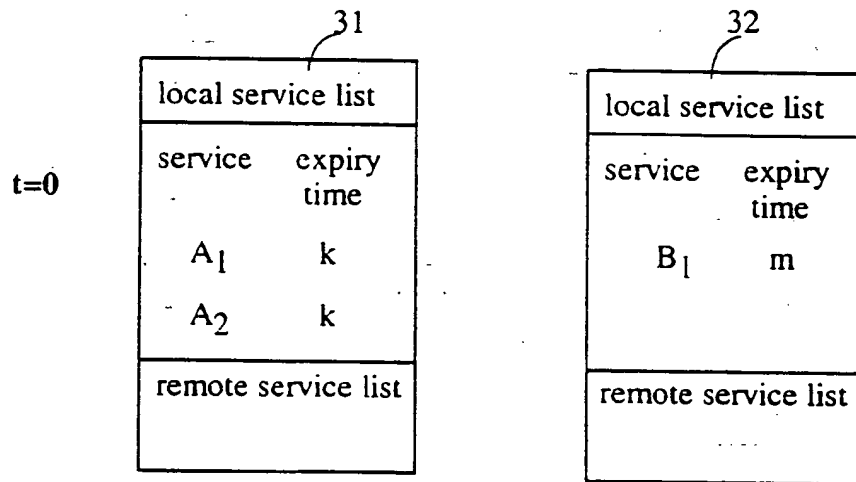 31
local service list
t=0
service expiry
time
A1 k
A2 k
remote service list
32
local service list
service expiry
time
B1 m
remote service list